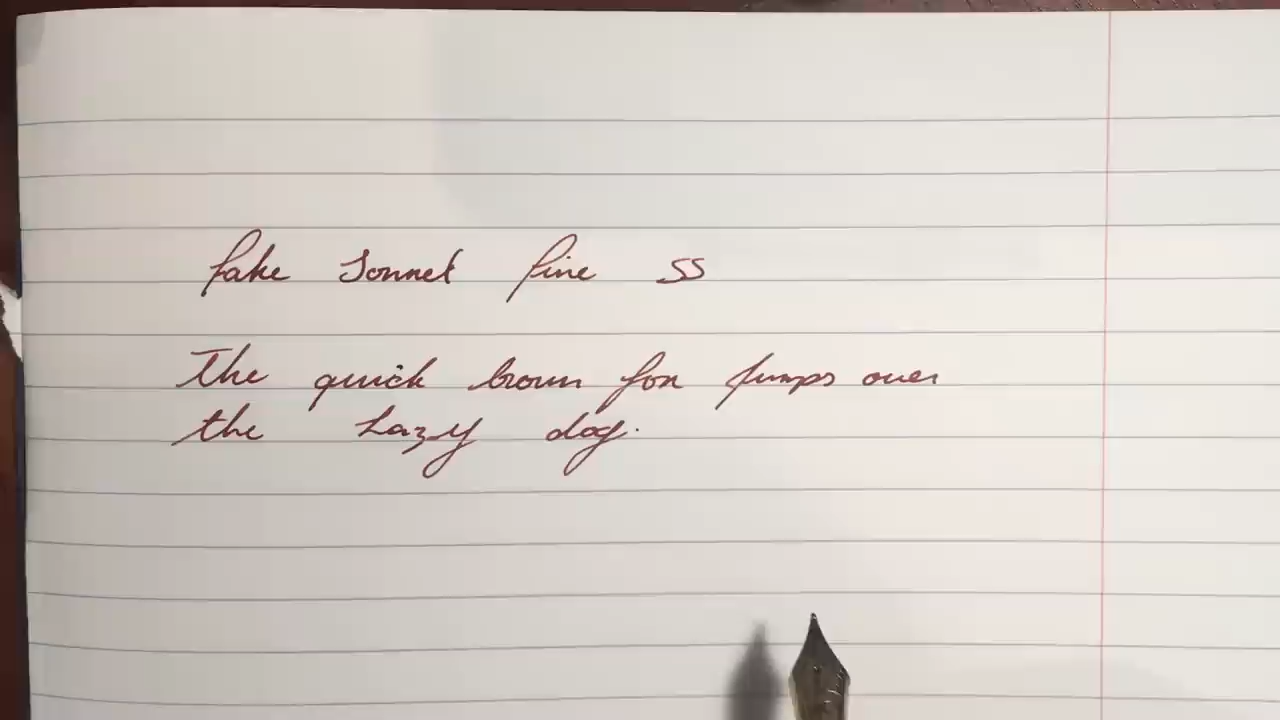 fake Sonnet fine SS
The quick brown fox jumps over
the Lazy dog.